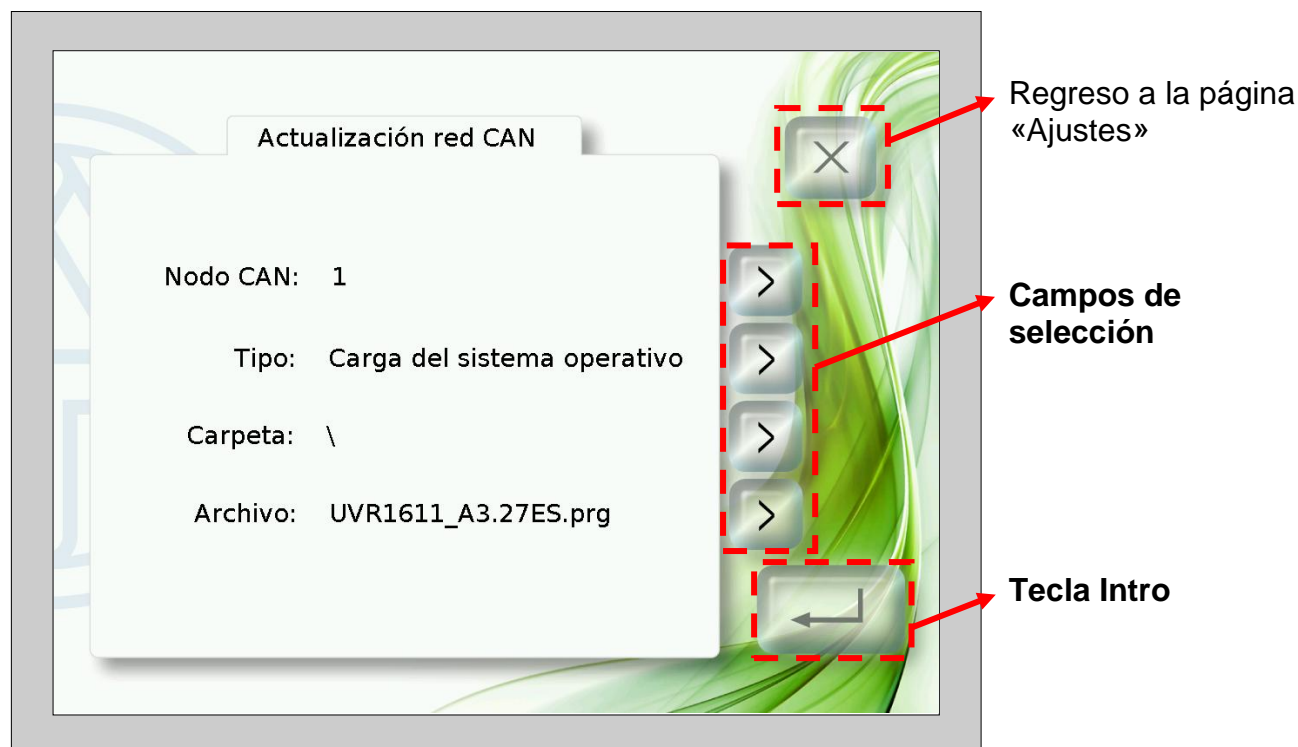 Actualización red CAN
Nodo CAN: 1
Tipo: Carga del sistema operativo
Carpeta: \
Archivo: UVR1611_A3.27ES.prg
Regreso a la página
«Ajustes»
Campos de
selección
Tecla Intro